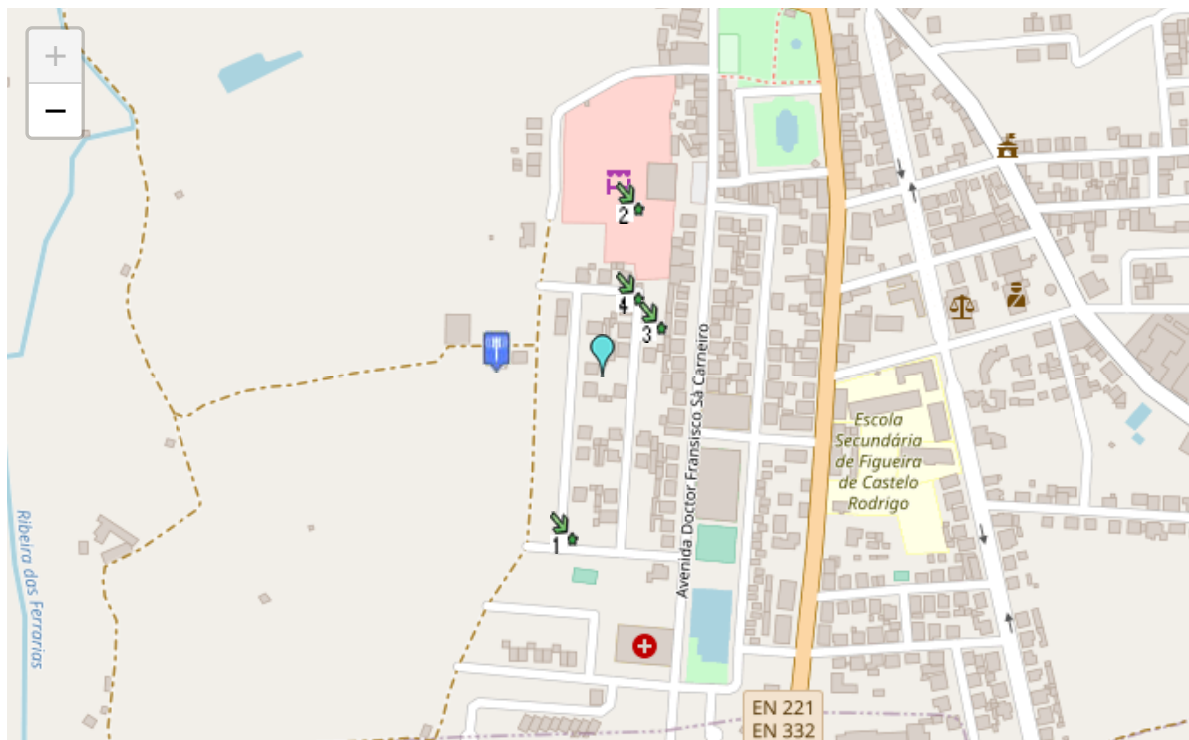 +
−
2
4
3
1
Avenida Doctor Fransisco Sá Carneiro
Escola
Secundária
de Figueira
de Castelo
Rodrigo
Ribeira das Ferrarias
EN 221
EN 332